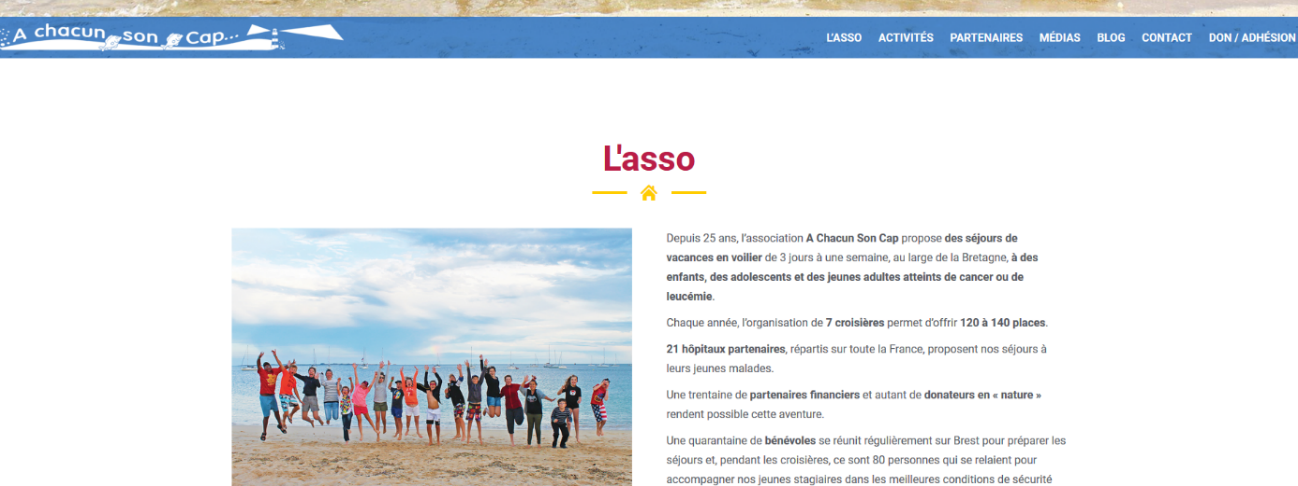 A chacun son Cap...
L'ASSO ACTIVITÉS PARTENAIRES MÉDIAS BLOG CONTACT DON / ADHÉSION
L'asso
Depuis 25 ans, l'association A Chacun Son Cap propose des séjours de
vacances en voilier de 3 jours à une semaine, au large de la Bretagne, à des
enfants, des adolescents et des jeunes adultes atteints de cancer ou de
leucémie.
Chaque année, l'organisation de 7 croisières permet d'offrir 120 à 140 places.
21 hôpitaux partenaires, répartis sur toute la France, proposent nos séjours à
leurs jeunes malades.
Une trentaine de partenaires financiers et autant de donateurs en « nature »
rendent possible cette aventure.
Une quarantaine de bénévoles se réunit régulièrement sur Brest pour préparer les
séjours et, pendant les croisières, ce sont 80 personnes qui se relaient pour
accompagner nos jeunes stagiaires dans les meilleures conditions de sécurité